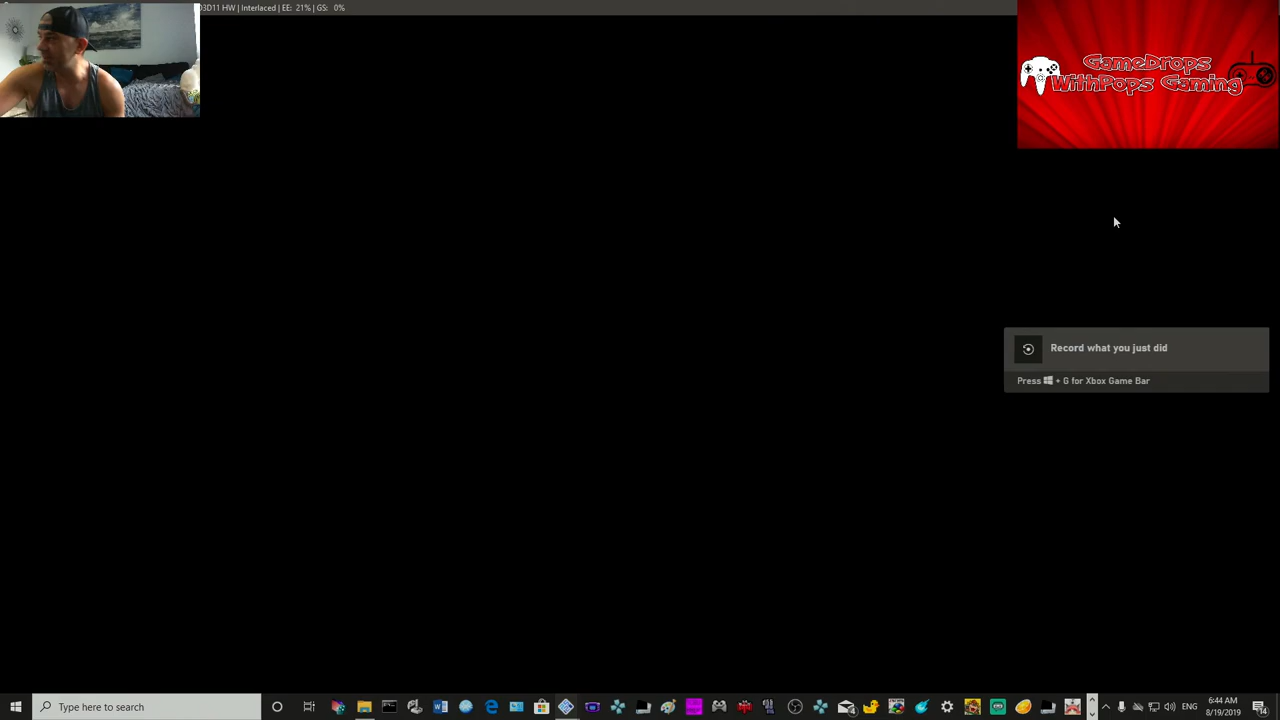 D3D11 HW | Interlaced | EE: 21% | GS: 0%
GameDrops
WithPops Gaming
Record what you just did
Press + G for Xbox Game Bar
Type here to search
W
ENG
6:44 AM
8/19/2019
14